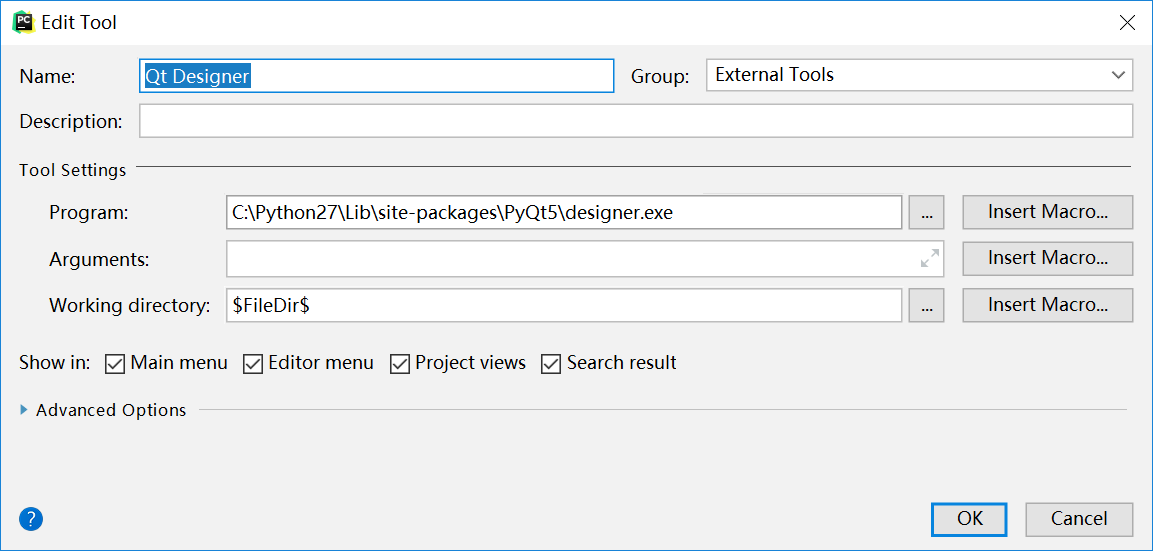 PC Edit Tool
Name: Qt Designer Group: External Tools
Description:
Tool Settings
Program: C:\Python27\Lib\site-packages\PyQt5\designer.exe ... Insert Macro...
Arguments: Insert Macro...
Working directory: $FileDir$ ... Insert Macro...
Show in: Main menu Editor menu Project views Search result
Advanced Options
? OK Cancel